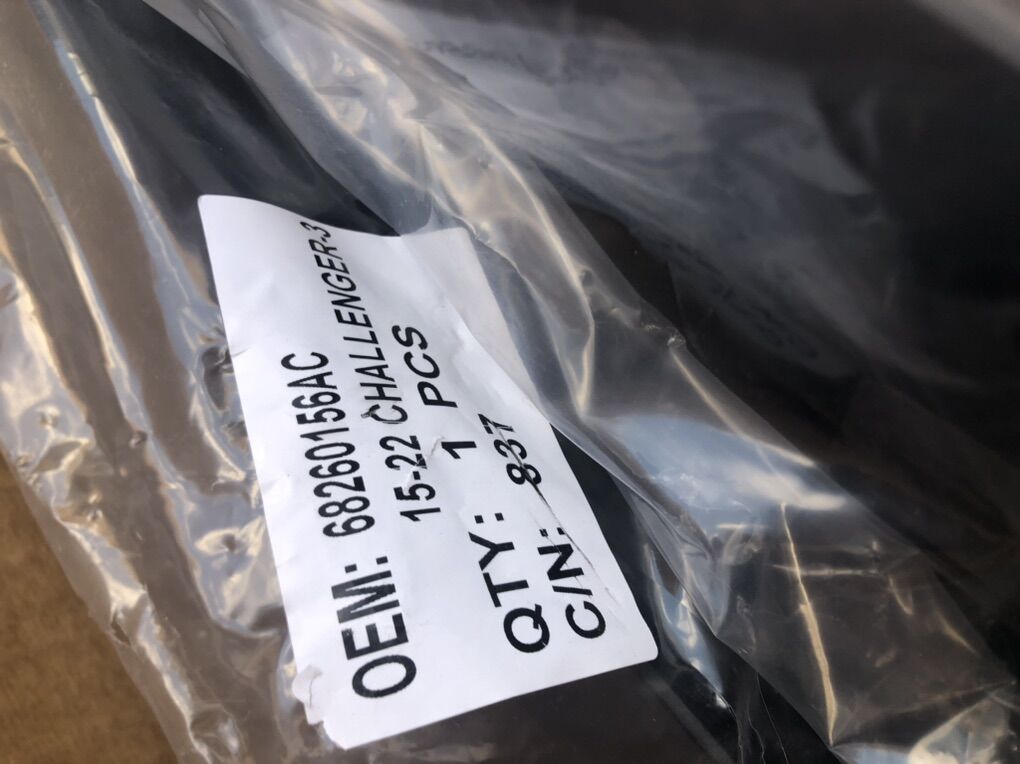 OEM: 68260156AC
15-22 CHALLENGER-3
QTY: 1 PCS
C/N: 837